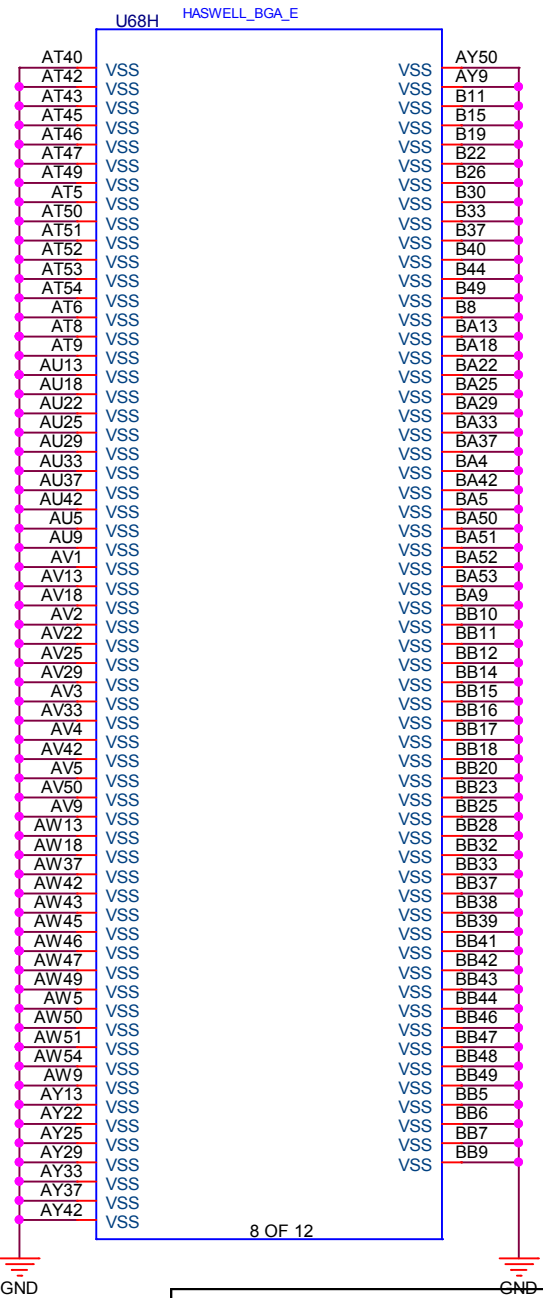 U68H HASWELL_BGA_E
AT40 VSS VSS AY50
AT42 VSS VSS AY9
AT43 VSS VSS B11
AT45 VSS VSS B15
AT46 VSS VSS B19
AT47 VSS VSS B22
AT49 VSS VSS B26
AT5 VSS VSS B30
AT50 VSS VSS B33
AT51 VSS VSS B37
AT52 VSS VSS B40
AT53 VSS VSS B44
AT54 VSS VSS B49
AT6 VSS VSS B8
AT8 VSS VSS BA13
AT9 VSS VSS BA18
AU13 VSS VSS BA22
AU18 VSS VSS BA25
AU22 VSS VSS BA29
AU25 VSS VSS BA33
AU29 VSS VSS BA37
AU33 VSS VSS BA4
AU37 VSS VSS BA42
AU42 VSS VSS BA5
AU5 VSS VSS BA50
AU9 VSS VSS BA51
AV1 VSS VSS BA52
AV13 VSS VSS BA53
AV18 VSS VSS BA9
AV2 VSS VSS BB10
AV22 VSS VSS BB11
AV25 VSS VSS BB12
AV29 VSS VSS BB14
AV3 VSS VSS BB15
AV33 VSS VSS BB16
AV4 VSS VSS BB17
AV42 VSS VSS BB18
AV5 VSS VSS BB20
AV50 VSS VSS BB23
AV9 VSS VSS BB25
AW13 VSS VSS BB28
AW18 VSS VSS BB32
AW37 VSS VSS BB33
AW42 VSS VSS BB37
AW43 VSS VSS BB38
AW45 VSS VSS BB39
AW46 VSS VSS BB41
AW47 VSS VSS BB42
AW49 VSS VSS BB43
AW5 VSS VSS BB44
AW50 VSS VSS BB46
AW51 VSS VSS BB47
AW54 VSS VSS BB48
AW9 VSS VSS BB49
AY13 VSS VSS BB5
AY22 VSS VSS BB6
AY25 VSS VSS BB7
AY29 VSS VSS BB9
AY33 VSS
AY37 VSS
AY42 VSS
8 OF 12
GND GND